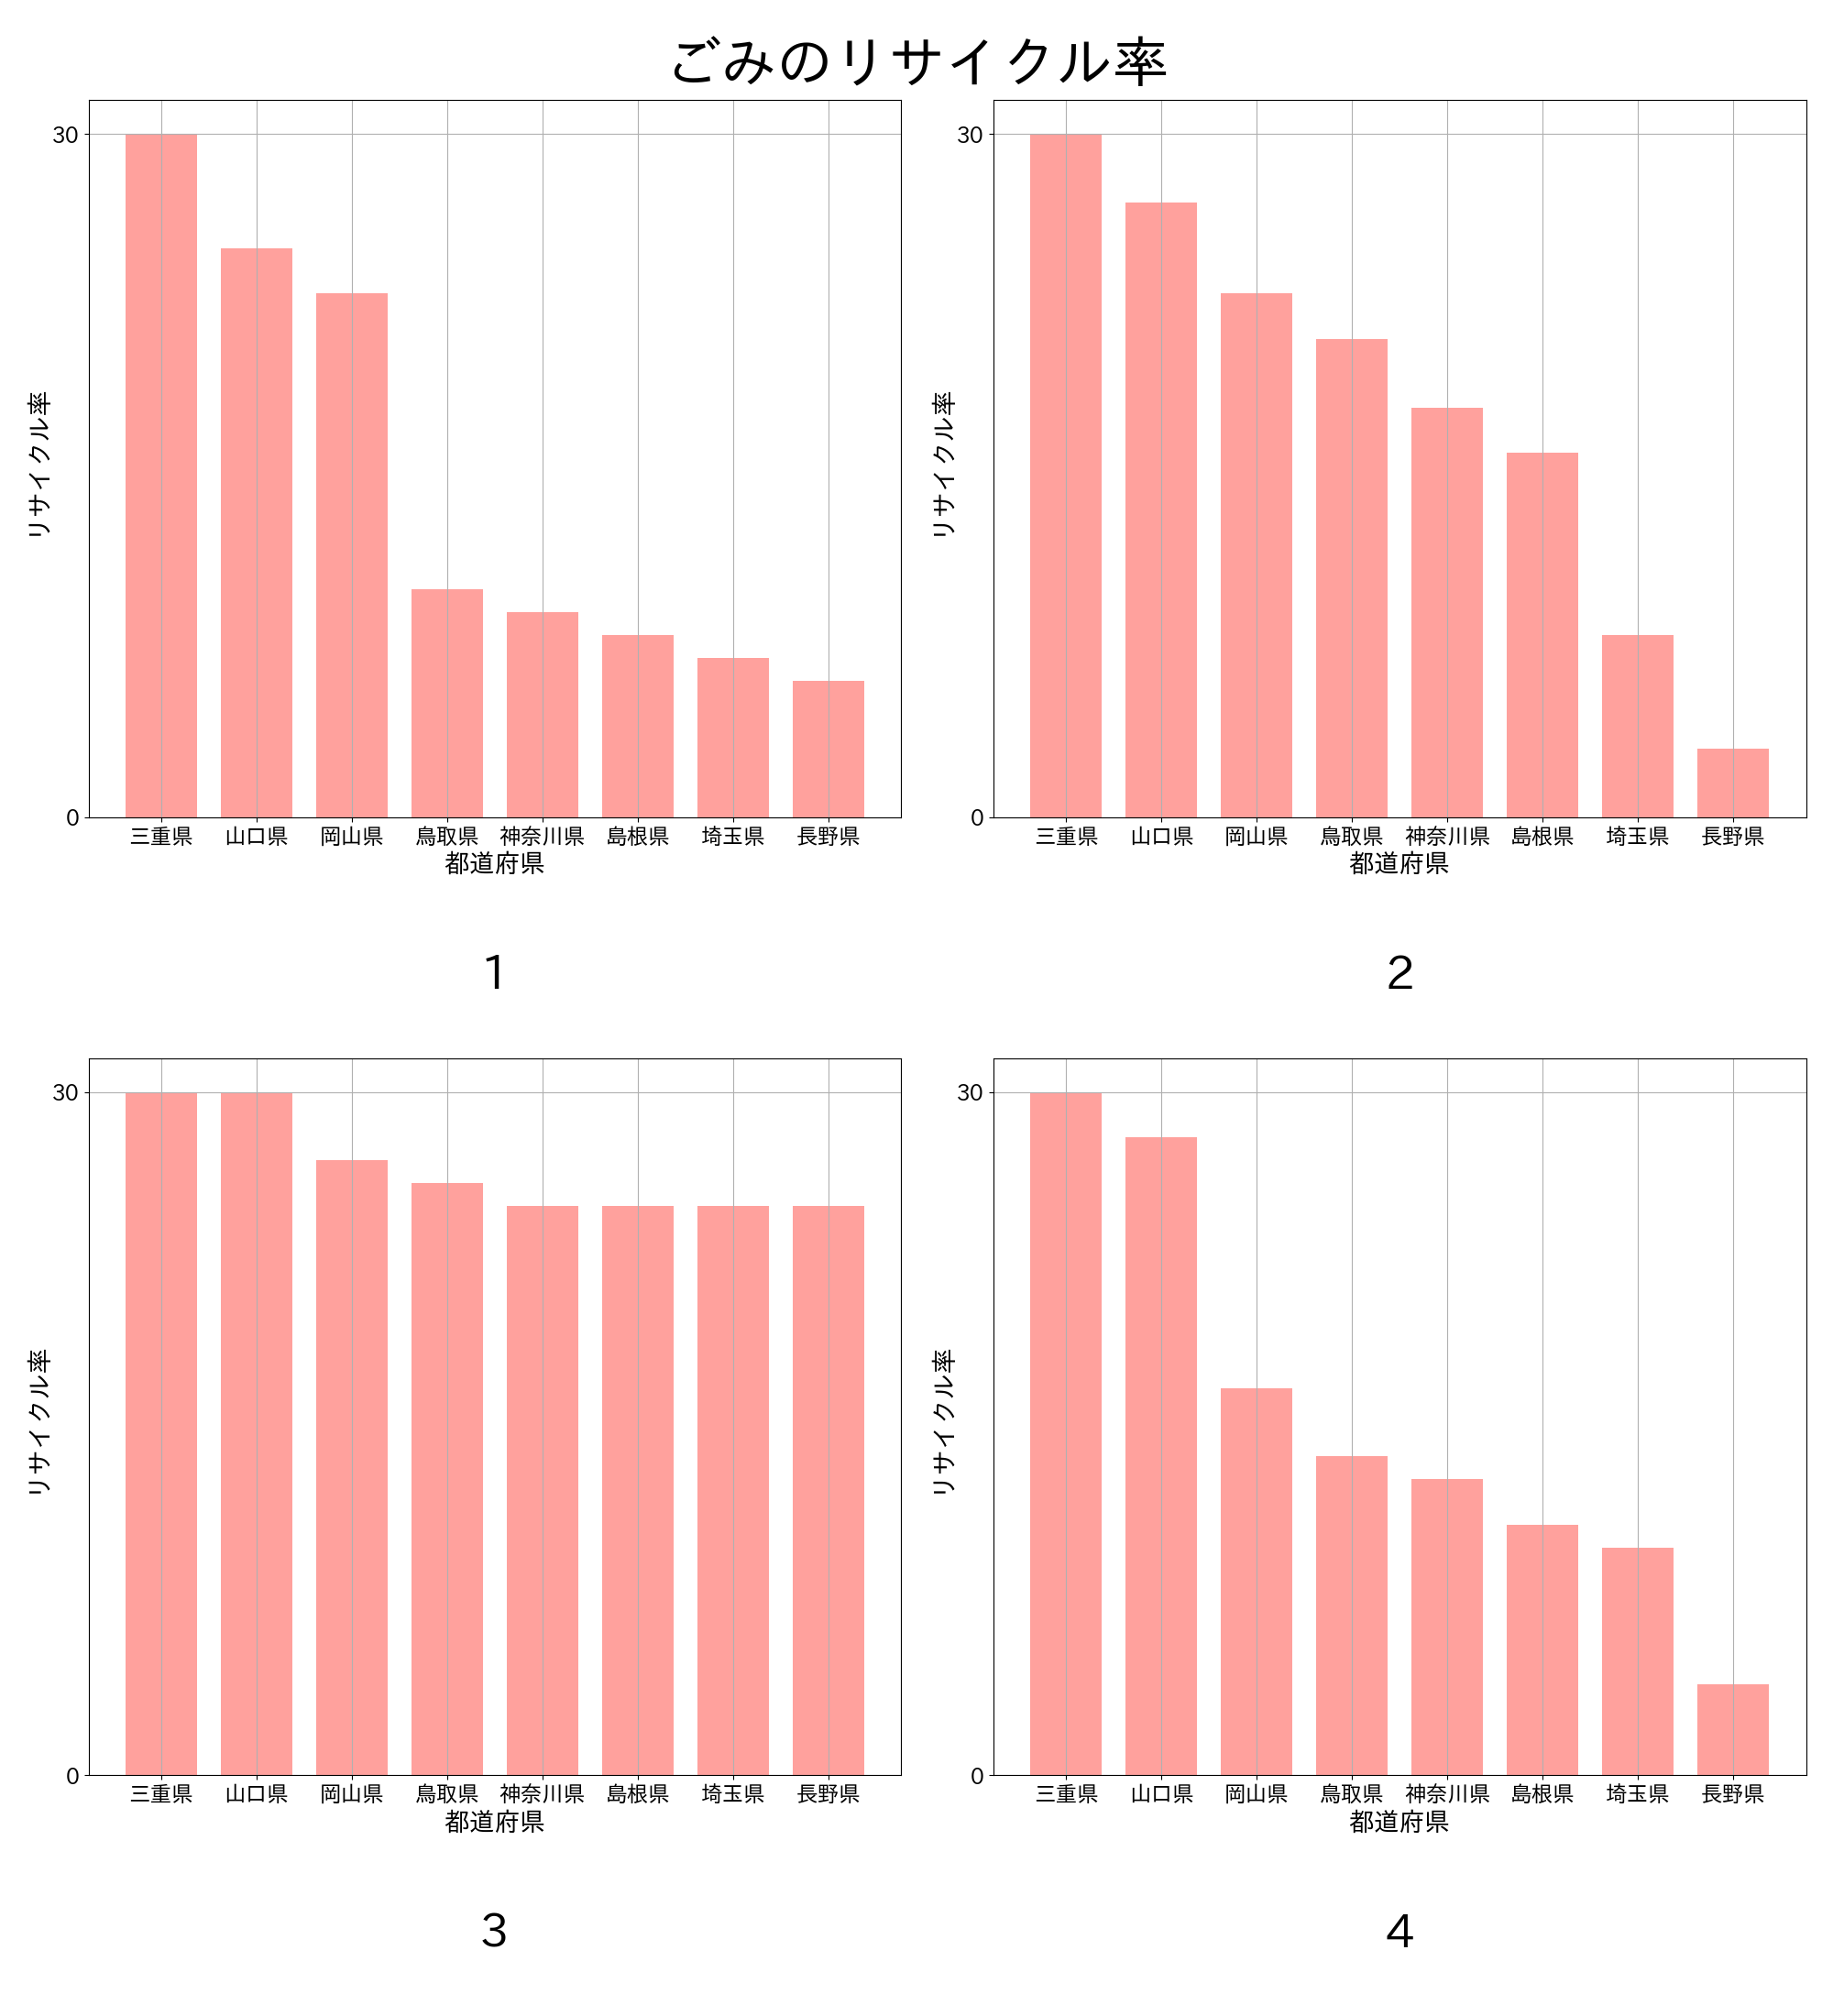 ごみのリサイクル率
30
0
リサイクル率
三重県 山口県 岡山県 鳥取県 神奈川県 島根県 埼玉県 長野県
都道府県
1
30
0
リサイクル率
三重県 山口県 岡山県 鳥取県 神奈川県 島根県 埼玉県 長野県
都道府県
2
30
0
リサイクル率
三重県 山口県 岡山県 鳥取県 神奈川県 島根県 埼玉県 長野県
都道府県
3
30
0
リサイクル率
三重県 山口県 岡山県 鳥取県 神奈川県 島根県 埼玉県 長野県
都道府県
4